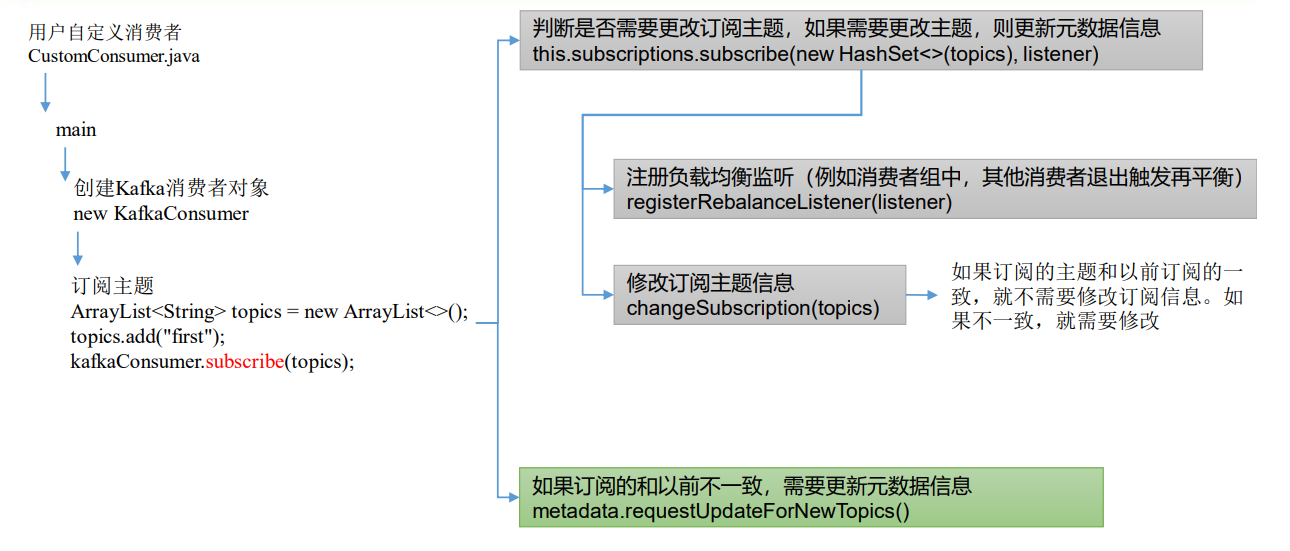 用户自定义消费者
CustomConsumer.java
main
创建Kafka消费者对象
new KafkaConsumer
订阅主题
ArrayList<String> topics = new ArrayList<>();
topics.add("first");
kafkaConsumer.subscribe(topics);
判断是否需要更改订阅主题，如果需要更改主题，则更新元数据信息
this.subscriptions.subscribe(new HashSet<>(topics), listener)
注册负载均衡监听（例如消费者组中，其他消费者退出触发再平衡）
registerRebalanceListener(listener)
修改订阅主题信息
changeSubscription(topics)
如果订阅的主题和以前订阅的一
致，就不需要修改订阅信息。如
果不一致，就需要修改
如果订阅的和以前不一致，需要更新元数据信息
metadata.requestUpdateForNewTopics()